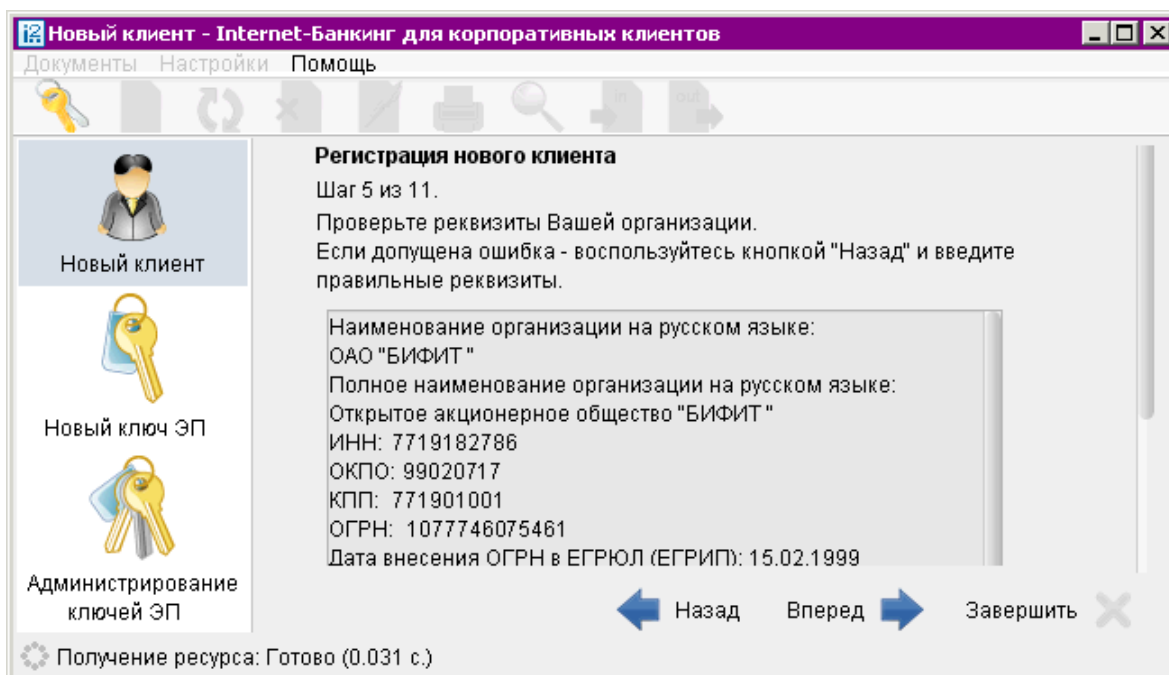 Новый клиент - Internet-Банкинг для корпоративных клиентов
Документы Настройки Помощь
in out
Новый клиент
Новый ключ ЭП
Администрирование
ключей ЭП
Регистрация нового клиента
Шаг 5 из 11.
Проверьте реквизиты Вашей организации.
Если допущена ошибка - воспользуйтесь кнопкой "Назад" и введите
правильные реквизиты.
Наименование организации на русском языке:
ОАО "БИФИТ "
Полное наименование организации на русском языке:
Открытое акционерное общество "БИФИТ "
ИНН: 7719182786
ОКПО: 99020717
КПП: 771901001
ОГРН: 1077746075461
Дата внесения ОГРН в ЕГРЮЛ (ЕГРИП): 15.02.1999
Назад Вперед Завершить
Получение ресурса: Готово (0.031 с.)